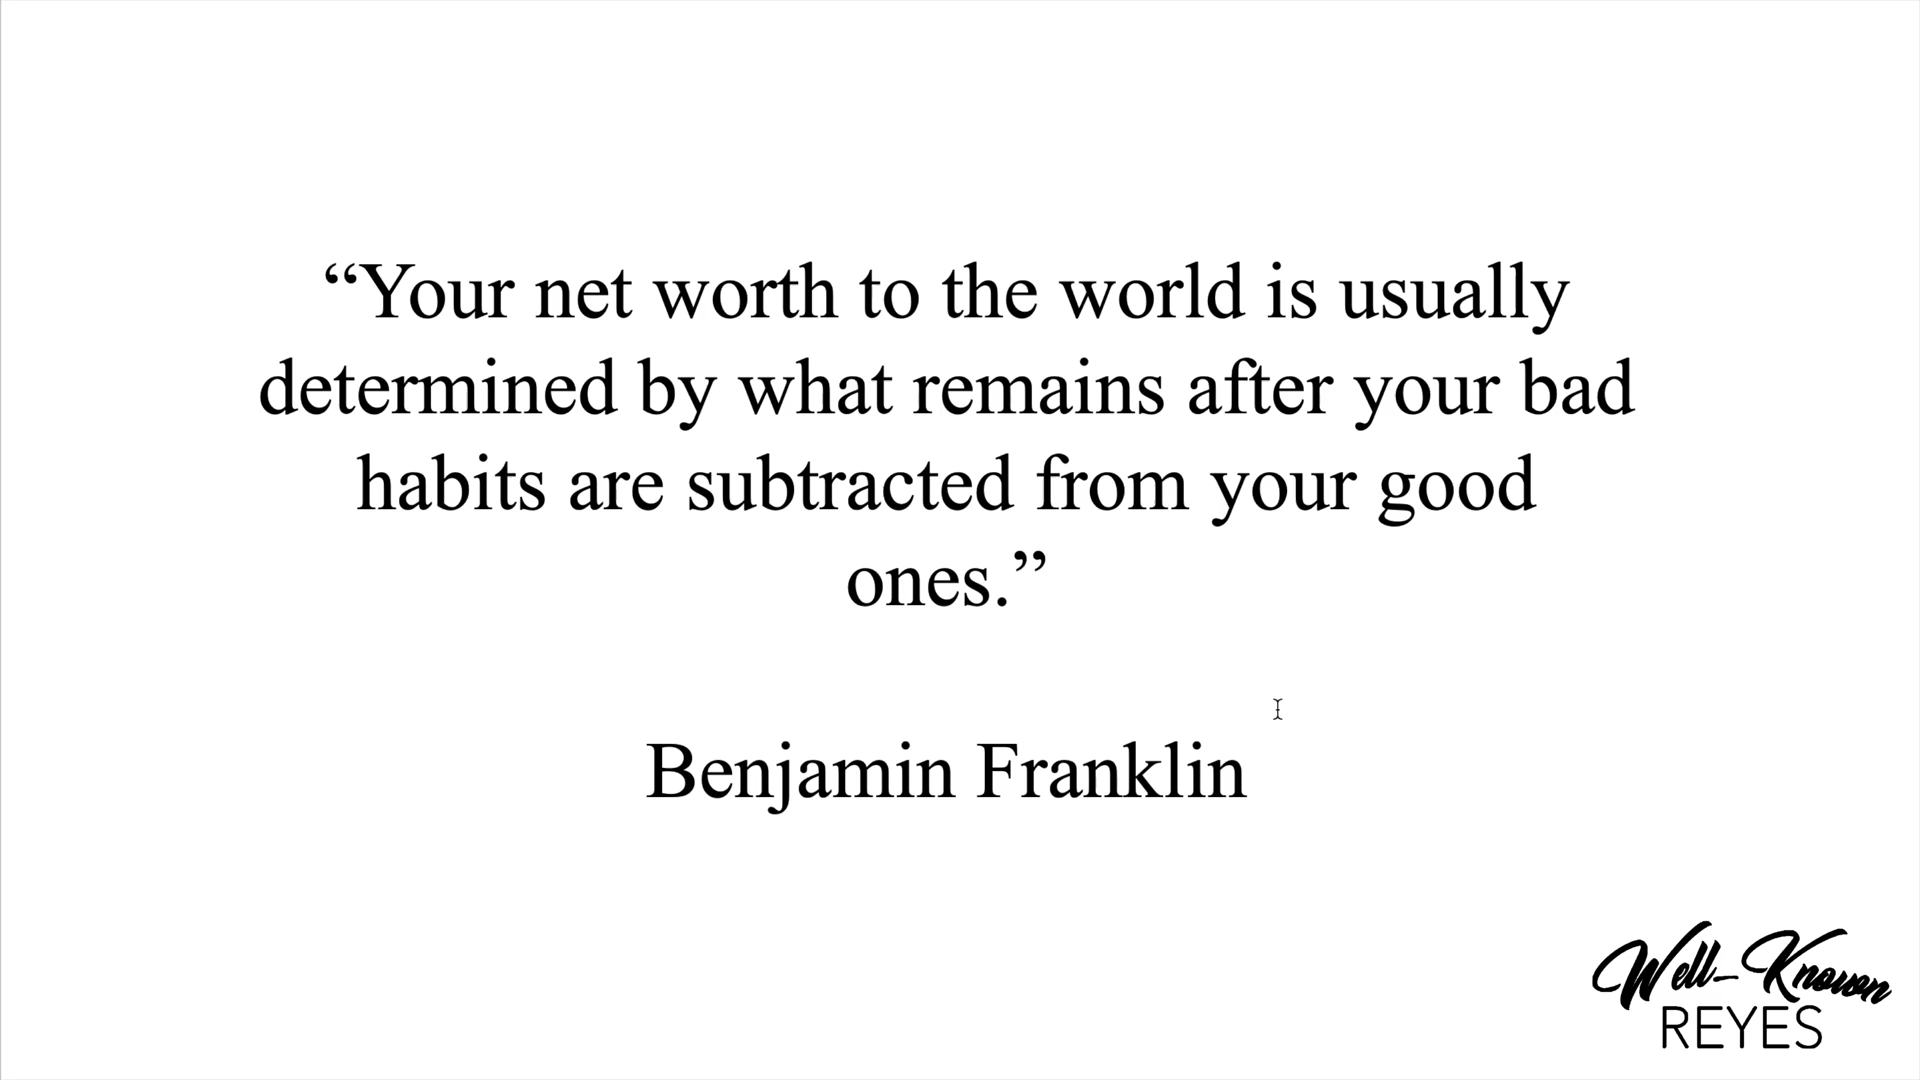 “Your net worth to the world is usually
determined by what remains after your bad
habits are subtracted from your good
ones.”
Benjamin Franklin
Well-Known
REYES